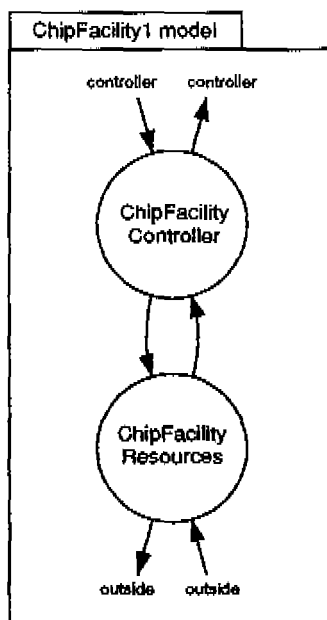 ChipFacility1 model
controller controller
ChipFacility
Controller
ChipFacility
Resources
outside outside